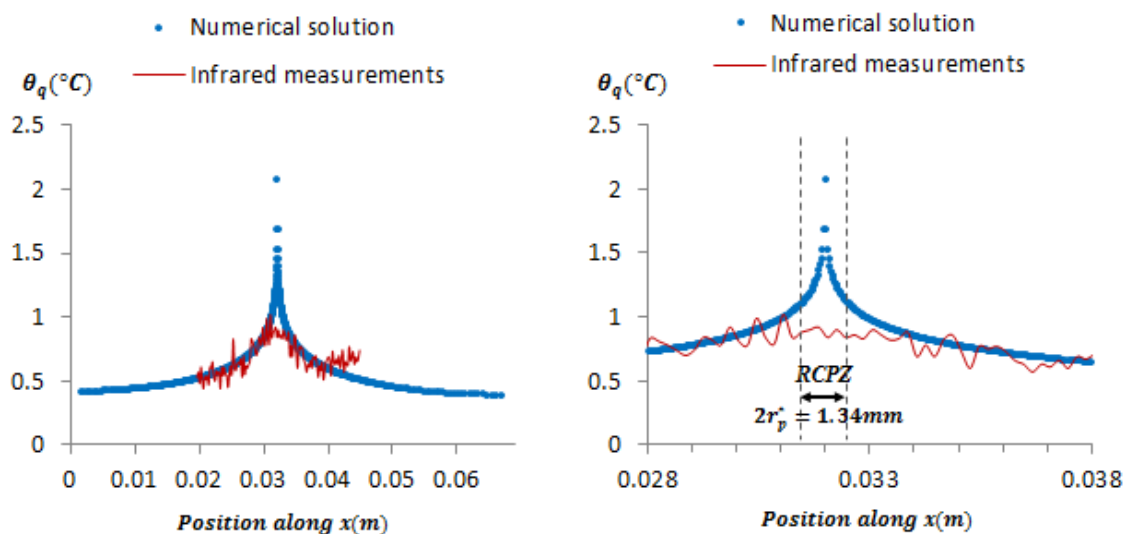 Numerical solution
Infrared measurements
θq(°C)
2.5
2
1.5
1
0.5
0
0 0.01 0.02 0.03 0.04 0.05 0.06
Position along x(m)
Numerical solution
Infrared measurements
θq(°C)
2.5
2
1.5
1
0.5
0
RCPZ
2r*p = 1.34mm
0.028 0.033 0.038
Position along x(m)